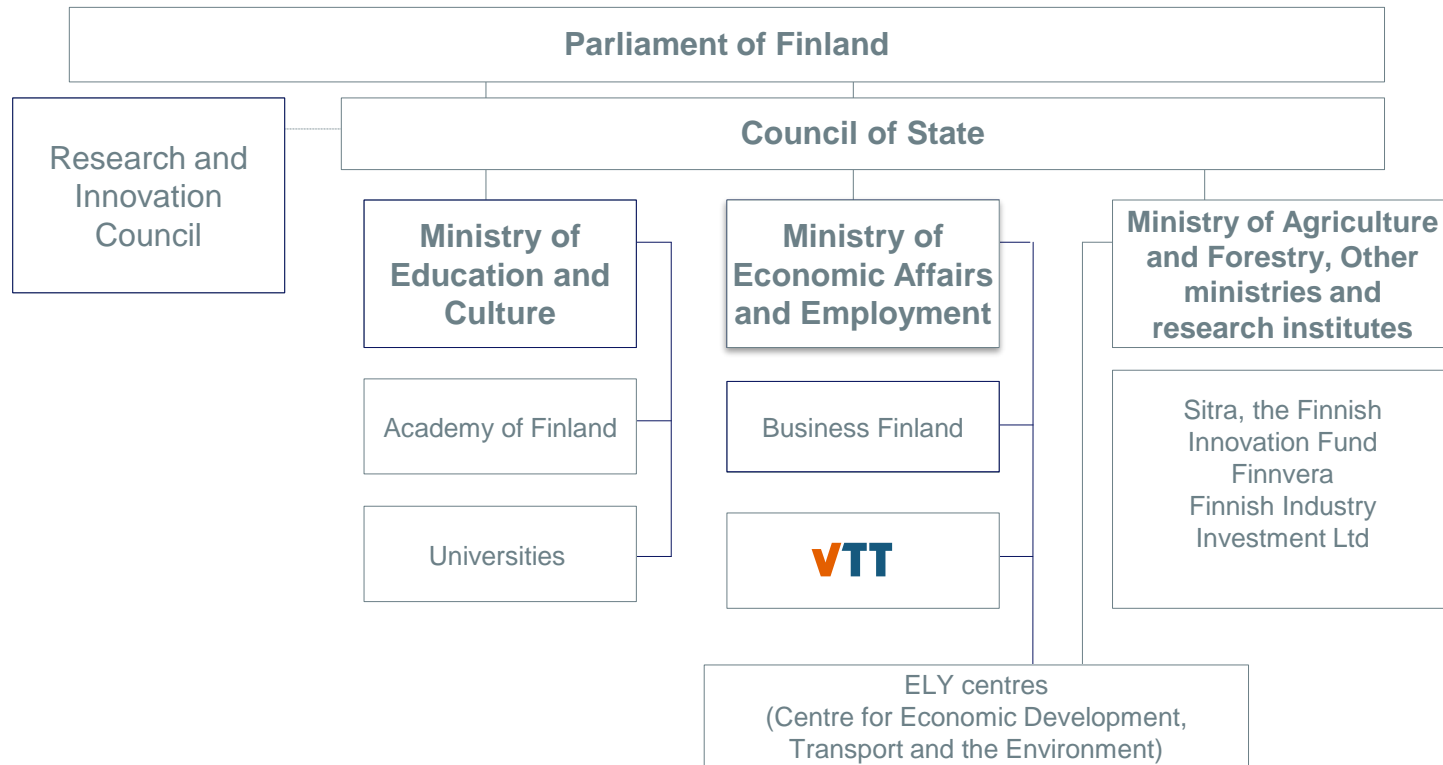 Parliament of Finland
Research and
Innovation
Council
Council of State
Ministry of
Education and
Culture
Ministry of
Economic Affairs
and Employment
Ministry of Agriculture
and Forestry, Other
ministries and
research institutes
Academy of Finland
Business Finland
Sitra, the Finnish
Innovation Fund
Finnvera
Finnish Industry
Investment Ltd
Universities
VTT
ELY centres
(Centre for Economic Development,
Transport and the Environment)